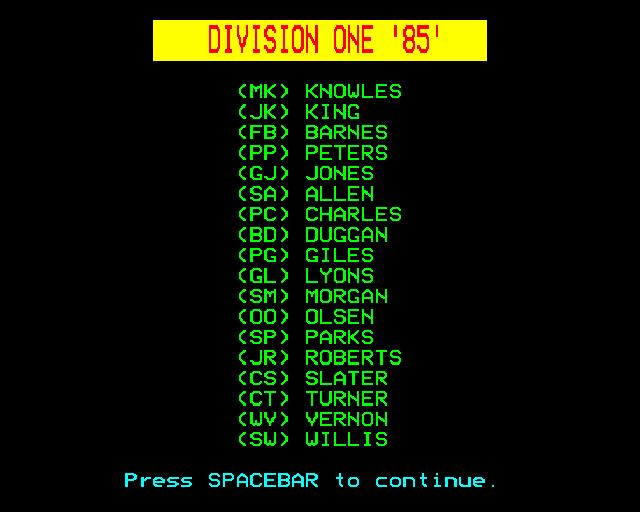 DIVISION ONE '85'
(MK) KNOWLES
(JK) KING
(FB) BARNES
(PP) PETERS
(GJ) JONES
(SA) ALLEN
(PC) CHARLES
(BD) DUGGAN
(PG) GILES
(GL) LYONS
(SM) MORGAN
(OO) OLSEN
(SP) PARKS
(JR) ROBERTS
(CS) SLATER
(CT) TURNER
(WV) VERNON
(SW) WILLIS
Press SPACEBAR to continue.